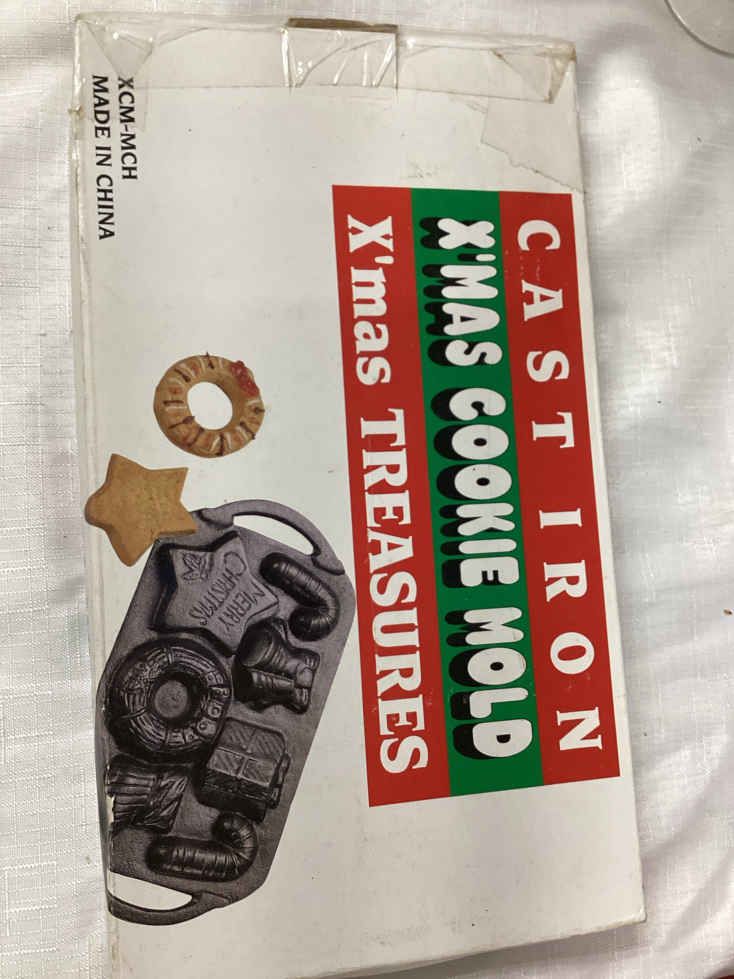 CAST IRON
X'MAS COOKIE MOLD
X'mas TREASURES
MERRY
CHRISTMAS
XCM-MCH
MADE IN CHINA